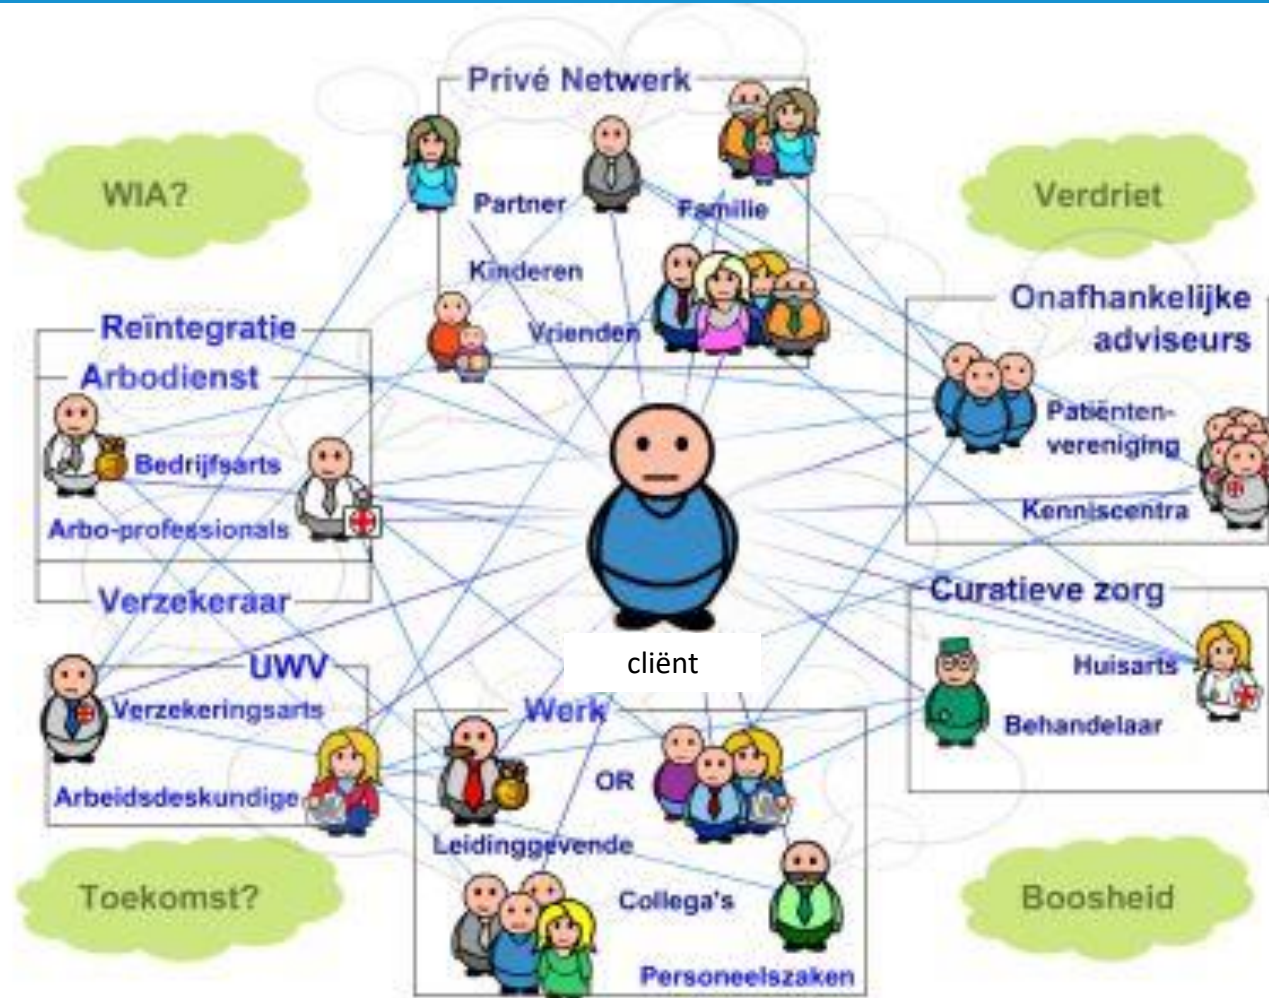 Privé Netwerk
WIA?
Verdriet
Partner
Familie
Kinderen
Vrienden
Onafhankelijke
adviseurs
Reïntegratie
Arbodienst
Bedrijfsarts
Arbo-professionals
Verzekeraar
Patiënten-
vereniging
Kenniscentra
Curatieve zorg
Huisarts
Behandelaar
cliënt
UWV
Verzekeringsarts
Arbeidsdeskundige
Werk
OR
Leidinggevende
Collega's
Personeelszaken
Toekomst?
Boosheid